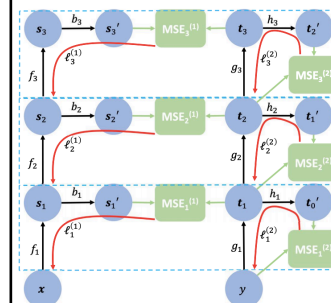 s₃ b₃ s₃′ MSE₃⁽¹⁾ t₃ h₃ t₂′
ℓ₃⁽¹⁾ ℓ₃⁽²⁾
f₃ g₃ MSE₃⁽²⁾
s₂ b₂ s₂′ MSE₂⁽¹⁾ t₂ h₂ t₁′
ℓ₂⁽¹⁾ ℓ₂⁽²⁾
f₂ g₂ MSE₂⁽²⁾
s₁ b₁ s₁′ MSE₁⁽¹⁾ t₁ h₁ t₀′
ℓ₁⁽¹⁾ ℓ₁⁽²⁾
f₁ g₁ MSE₁⁽²⁾
x y